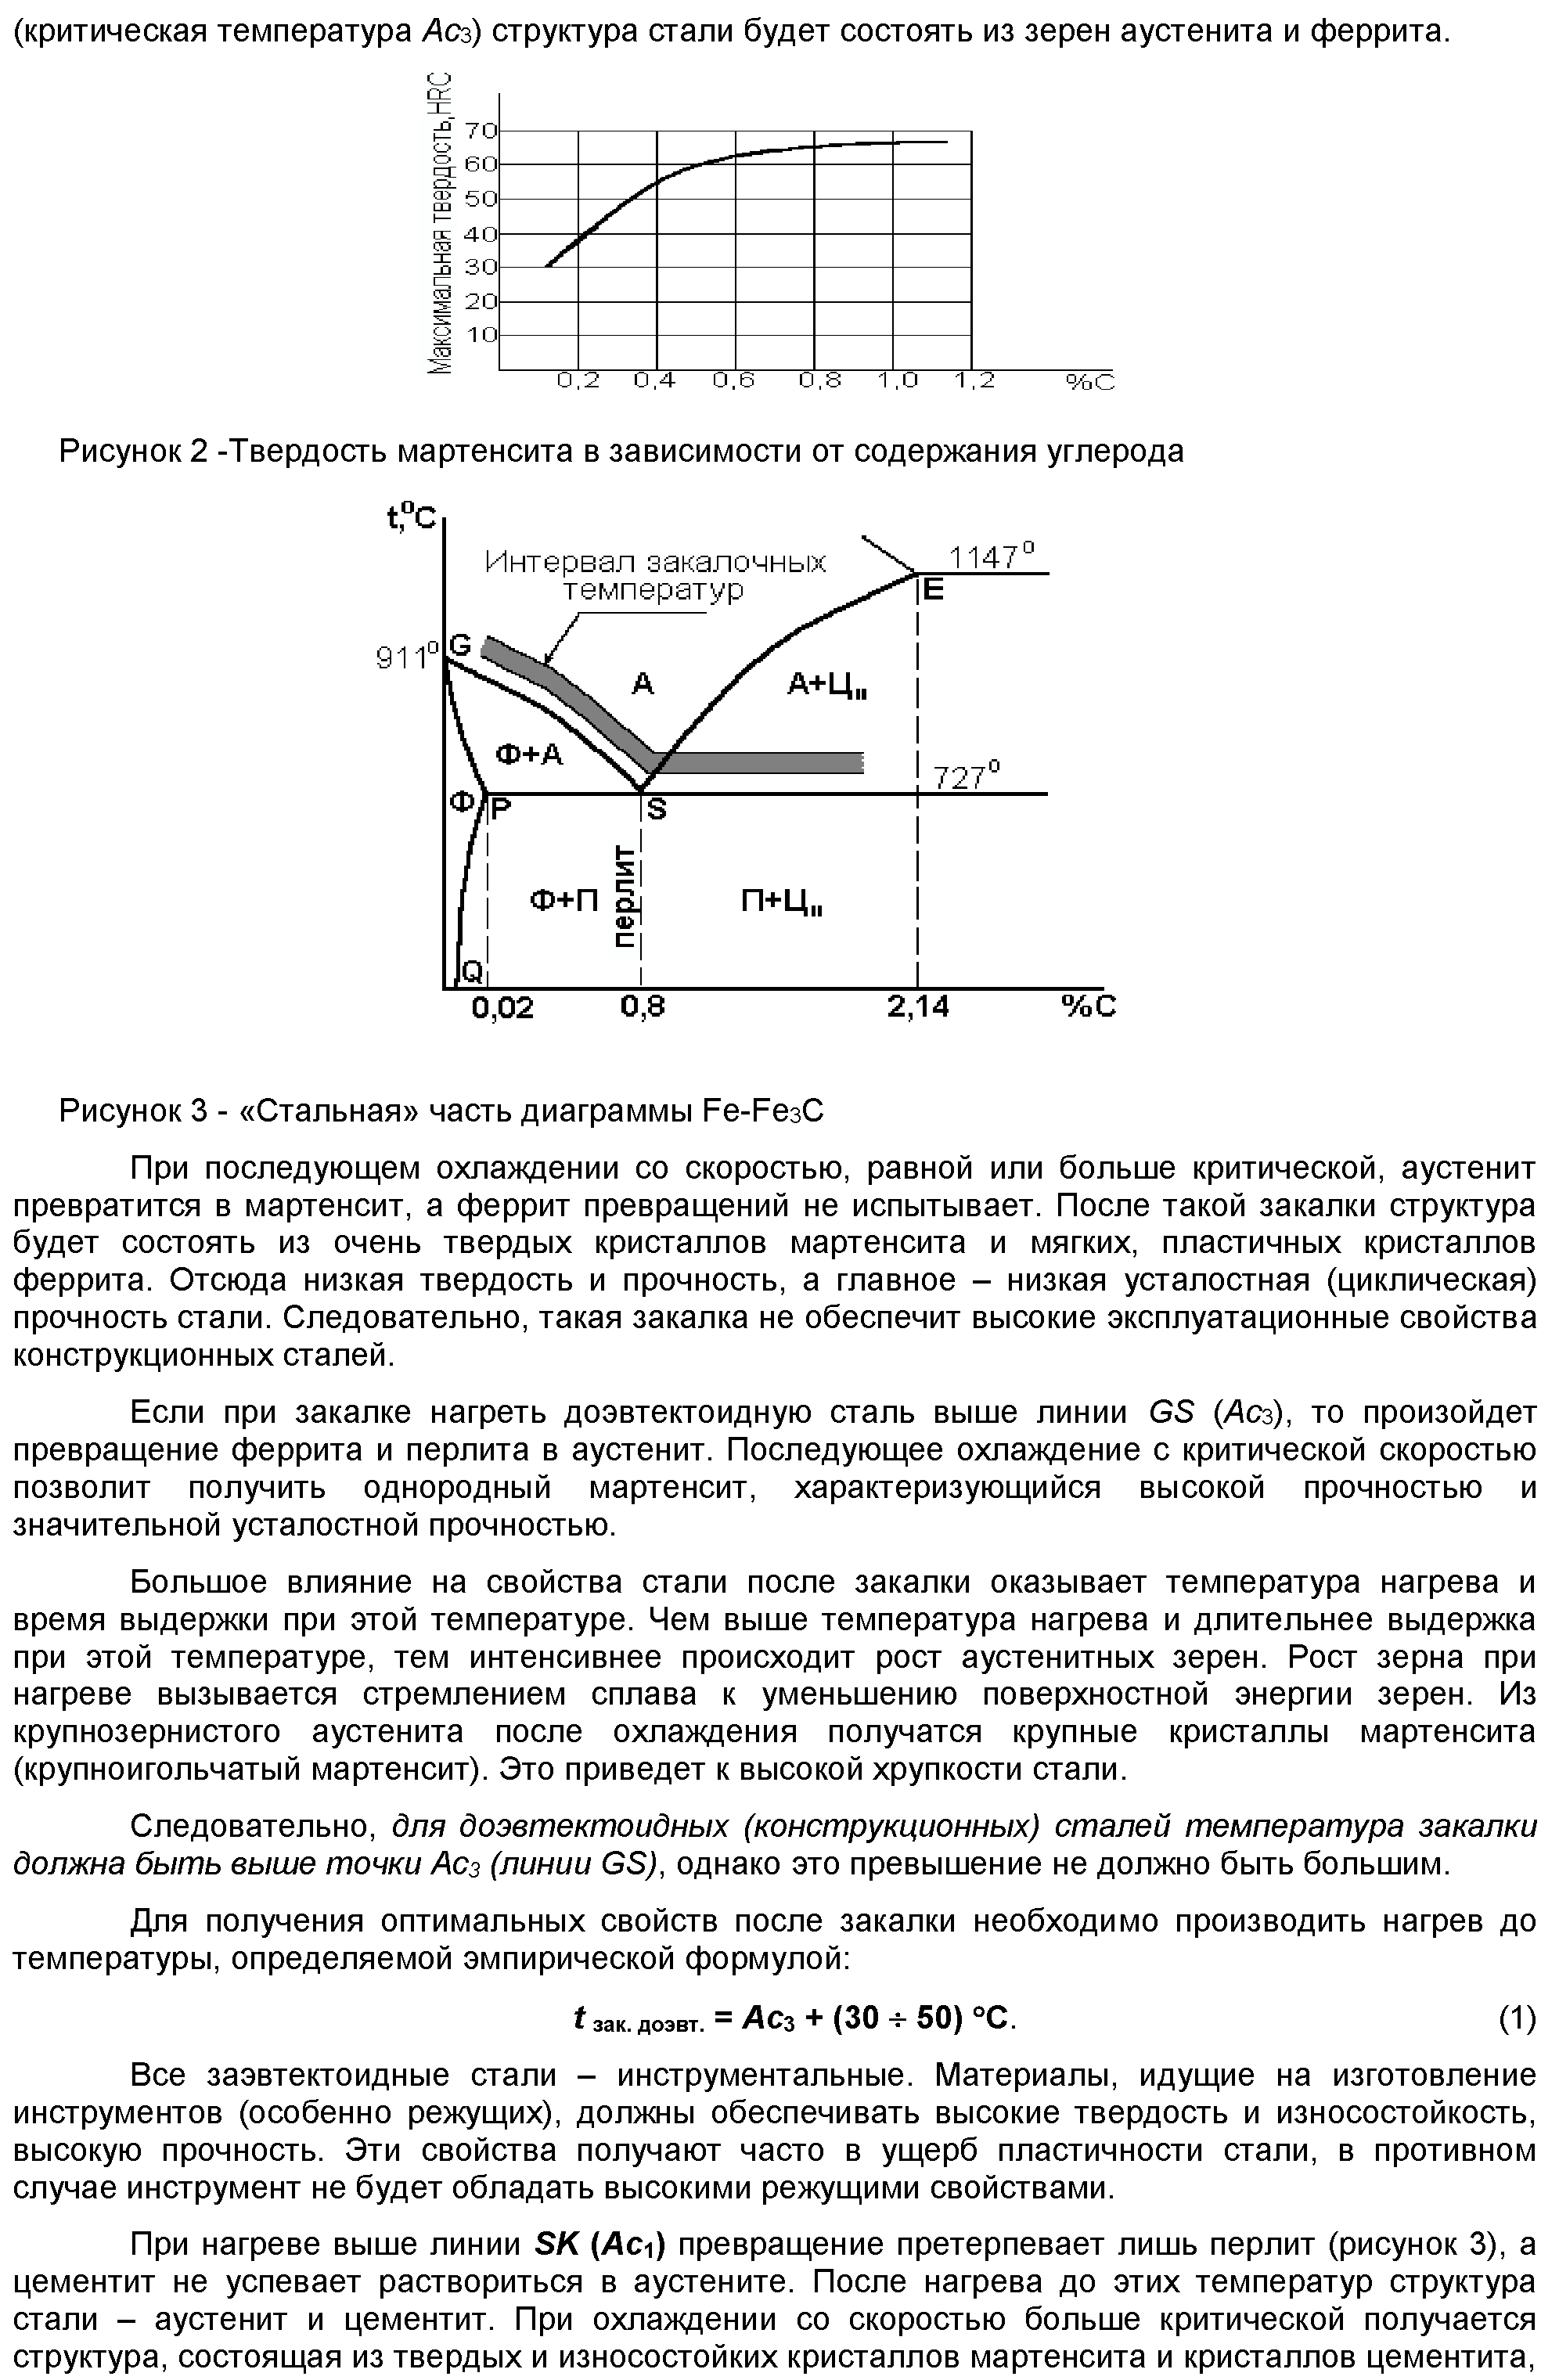 (критическая температура Ас₃) структура стали будет состоять из зерен аустенита и феррита.
Максимальная твердость,HRC
70
60
50
40
30
20
10
0,2 0,4 0,6 0,8 1,0 1,2 %С
Рисунок 2 -Твердость мартенсита в зависимости от содержания углерода
t,⁰C
Интервал закалочных
температур
1147⁰
E
911⁰
G
А
А+Цᴵᴵ
Ф+А
727⁰
Ф
P
S
перлит
Ф+П
П+Цᴵᴵ
Q
0,02 0,8 2,14 %С
Рисунок 3 - «Стальная» часть диаграммы Fe-Fe₃C
При последующем охлаждении со скоростью, равной или больше критической, аустенит
превратится в мартенсит, а феррит превращений не испытывает. После такой закалки структура
будет состоять из очень твердых кристаллов мартенсита и мягких, пластичных кристаллов
феррита. Отсюда низкая твердость и прочность, а главное – низкая усталостная (циклическая)
прочность стали. Следовательно, такая закалка не обеспечит высокие эксплуатационные свойства
конструкционных сталей.
Если при закалке нагреть доэвтектоидную сталь выше линии GS (Ас₃), то произойдет
превращение феррита и перлита в аустенит. Последующее охлаждение с критической скоростью
позволит получить однородный мартенсит, характеризующийся высокой прочностью и
значительной усталостной прочностью.
Большое влияние на свойства стали после закалки оказывает температура нагрева и
время выдержки при этой температуре. Чем выше температура нагрева и длительнее выдержка
при этой температуре, тем интенсивнее происходит рост аустенитных зерен. Рост зерна при
нагреве вызывается стремлением сплава к уменьшению поверхностной энергии зерен. Из
крупнозернистого аустенита после охлаждения получатся крупные кристаллы мартенсита
(крупноигольчатый мартенсит). Это приведет к высокой хрупкости стали.
Следовательно, для доэвтектоидных (конструкционных) сталей температура закалки
должна быть выше точки Ас₃ (линии GS), однако это превышение не должно быть большим.
Для получения оптимальных свойств после закалки необходимо производить нагрев до
температуры, определяемой эмпирической формулой:
t зак. доэвт. = Ас₃ + (30 ÷ 50) °С. (1)
Все заэвтектоидные стали – инструментальные. Материалы, идущие на изготовление
инструментов (особенно режущих), должны обеспечивать высокие твердость и износостойкость,
высокую прочность. Эти свойства получают часто в ущерб пластичности стали, в противном
случае инструмент не будет обладать высокими режущими свойствами.
При нагреве выше линии SK (Ас₁) превращение претерпевает лишь перлит (рисунок 3), а
цементит не успевает раствориться в аустените. После нагрева до этих температур структура
стали – аустенит и цементит. При охлаждении со скоростью больше критической получается
структура, состоящая из твердых и износостойких кристаллов мартенсита и кристаллов цементита,